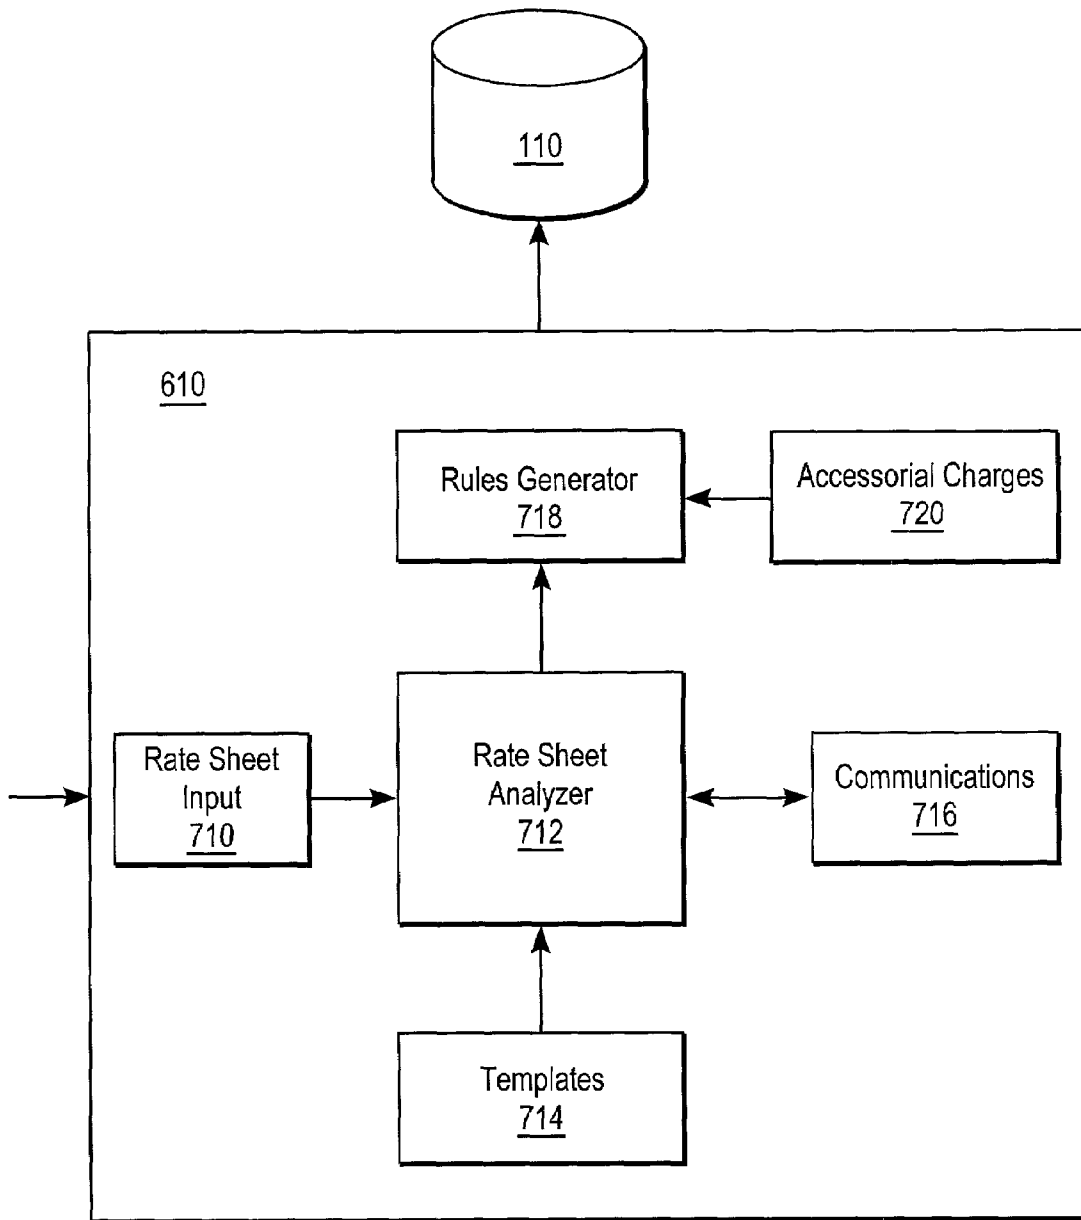 110
610
Rules Generator
718
Accessorial Charges
720
Rate Sheet
Input
710
Rate Sheet
Analyzer
712
Communications
716
Templates
714